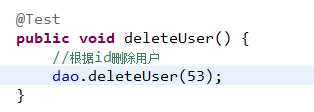 @Test
public void deleteUser() {
//根据id删除用户
dao.deleteUser(53);
}